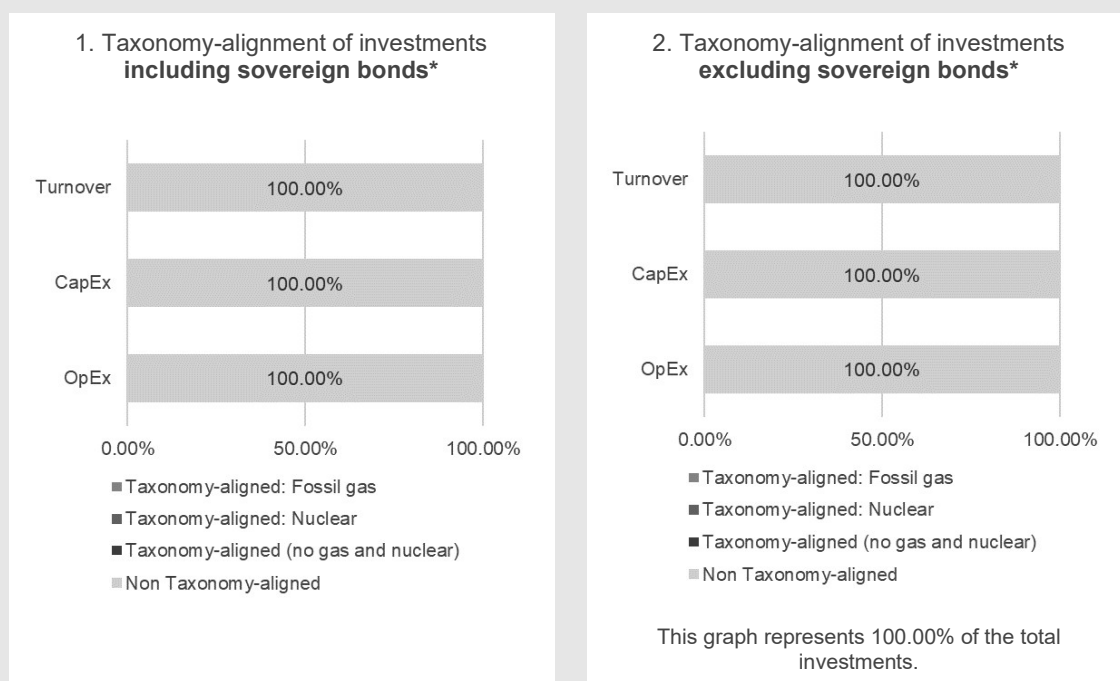 1. Taxonomy-alignment of investments
including sovereign bonds*
Turnover
100.00%
CapEx
100.00%
OpEx
100.00%
0.00% 50.00% 100.00%
Taxonomy-aligned: Fossil gas
Taxonomy-aligned: Nuclear
Taxonomy-aligned (no gas and nuclear)
Non Taxonomy-aligned
2. Taxonomy-alignment of investments
excluding sovereign bonds*
Turnover
100.00%
CapEx
100.00%
OpEx
100.00%
0.00% 50.00% 100.00%
Taxonomy-aligned: Fossil gas
Taxonomy-aligned: Nuclear
Taxonomy-aligned (no gas and nuclear)
Non Taxonomy-aligned
This graph represents 100.00% of the total
investments.